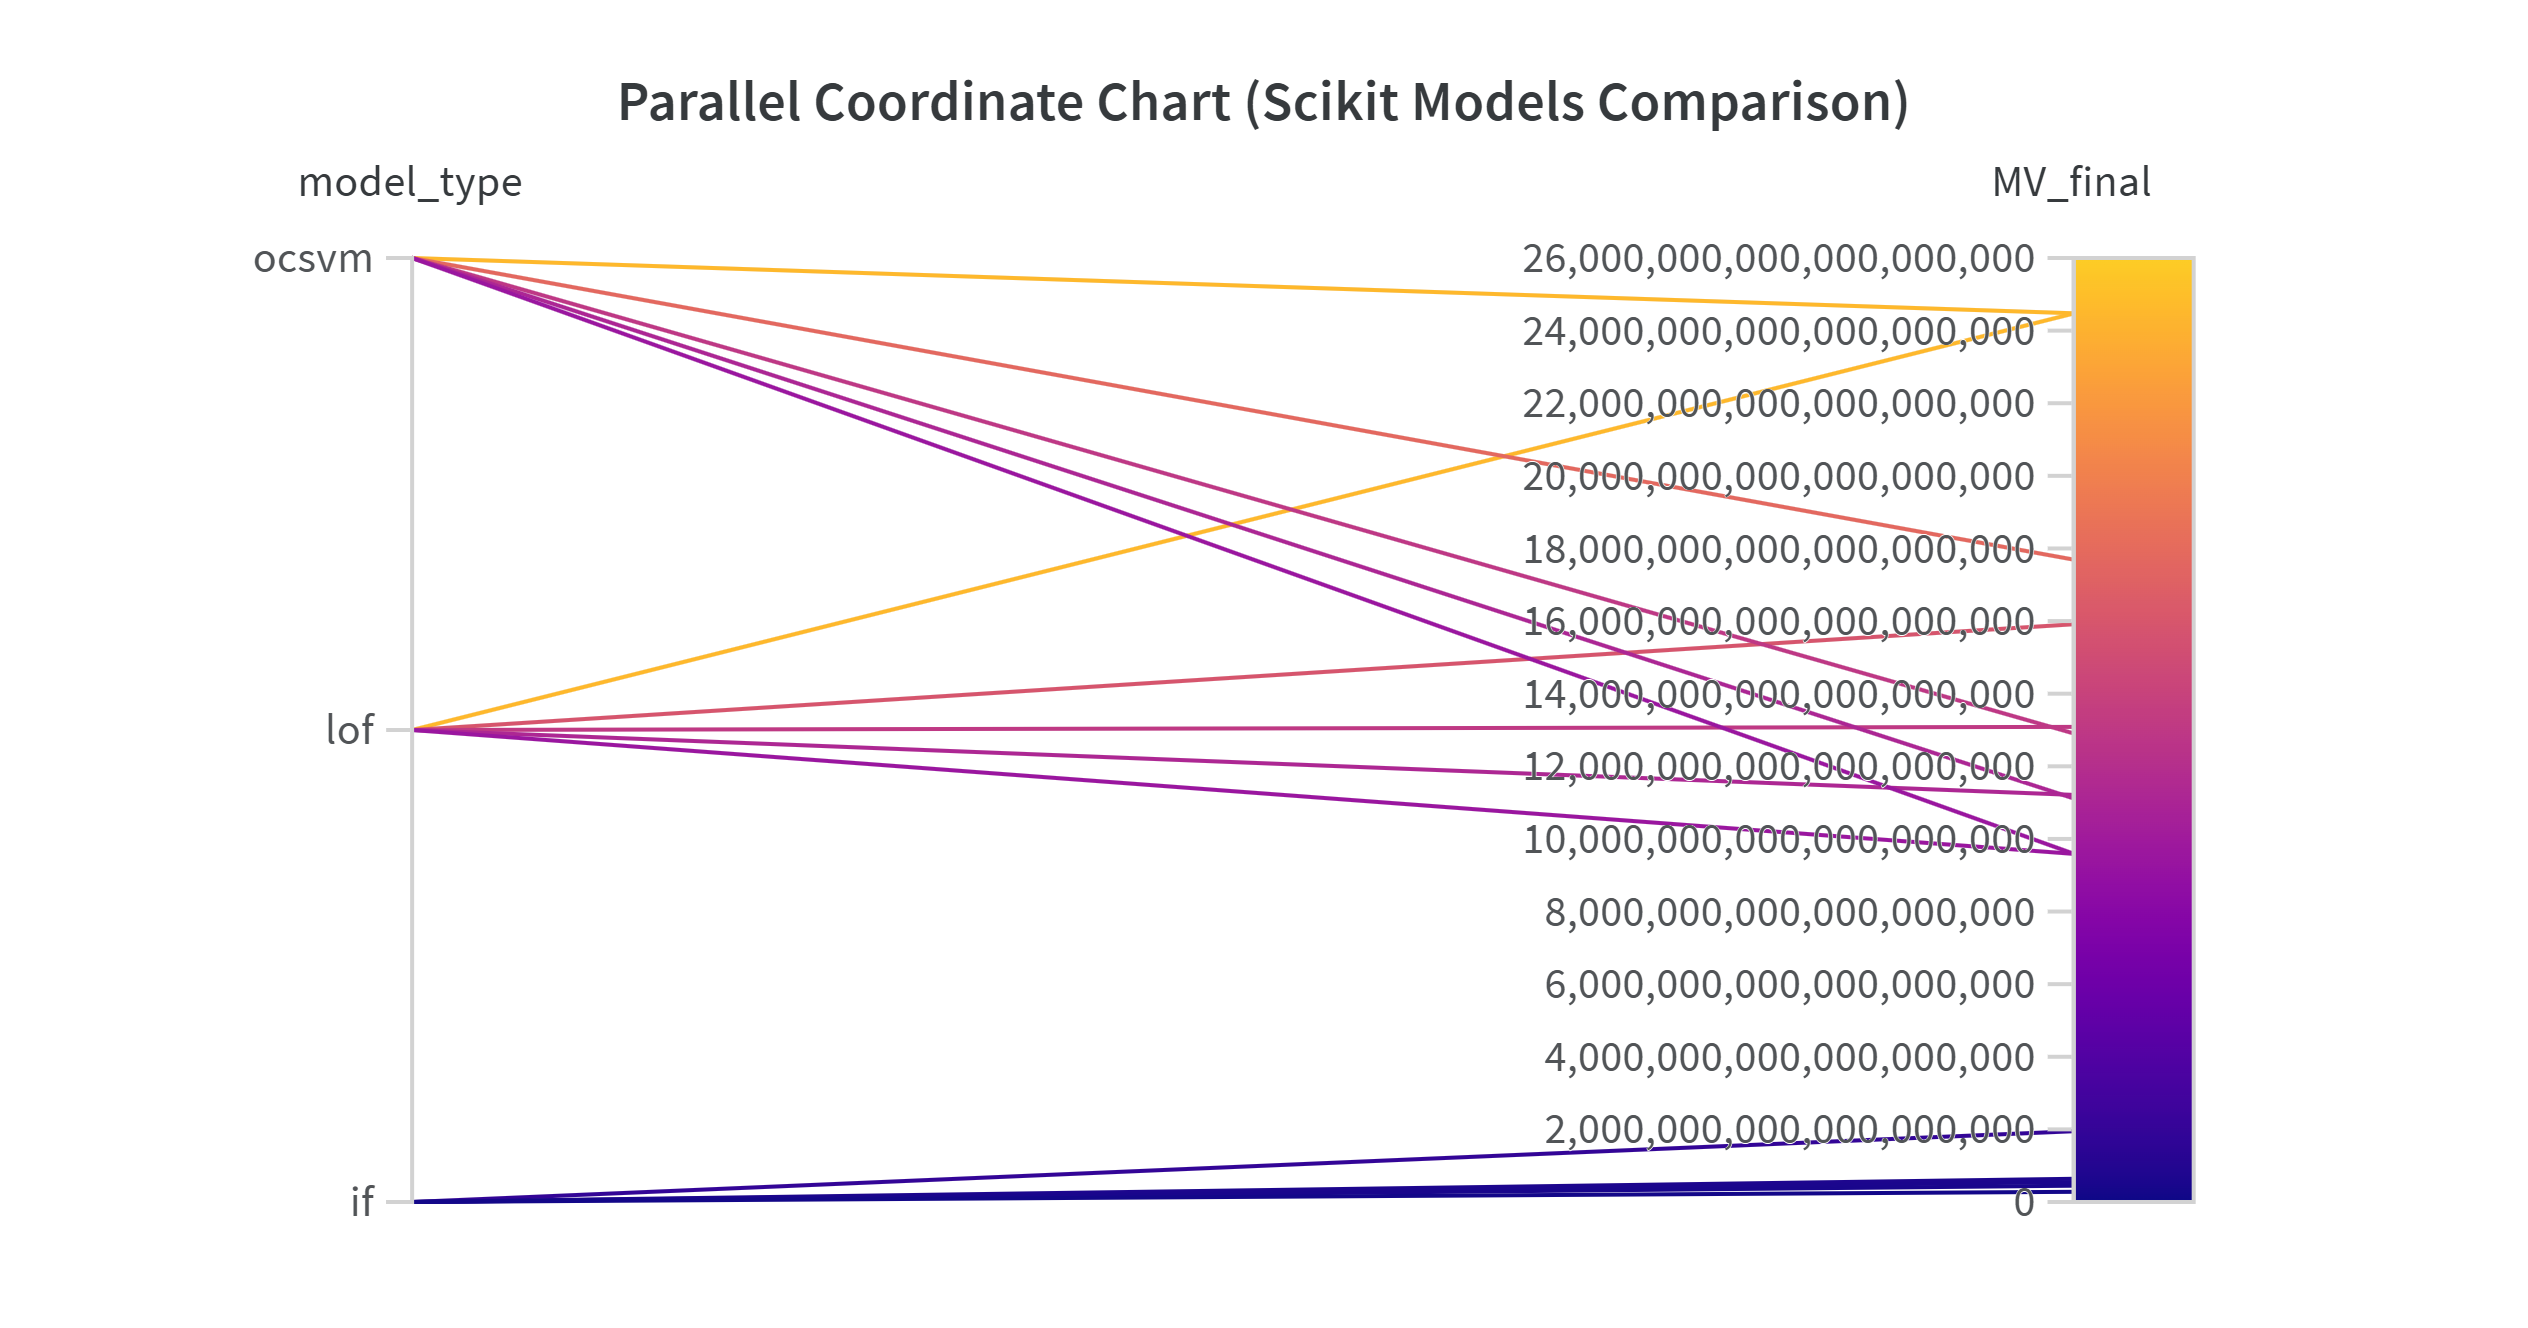 Parallel Coordinate Chart (Scikit Models Comparison)
model_type
MV_final
ocsvm
26,000,000,000,000,000,000
24,000,000,000,000,000,000
22,000,000,000,000,000,000
20,000,000,000,000,000,000
18,000,000,000,000,000,000
16,000,000,000,000,000,000
14,000,000,000,000,000,000
lof
12,000,000,000,000,000,000
10,000,000,000,000,000,000
8,000,000,000,000,000,000
6,000,000,000,000,000,000
4,000,000,000,000,000,000
2,000,000,000,000,000,000
if
0